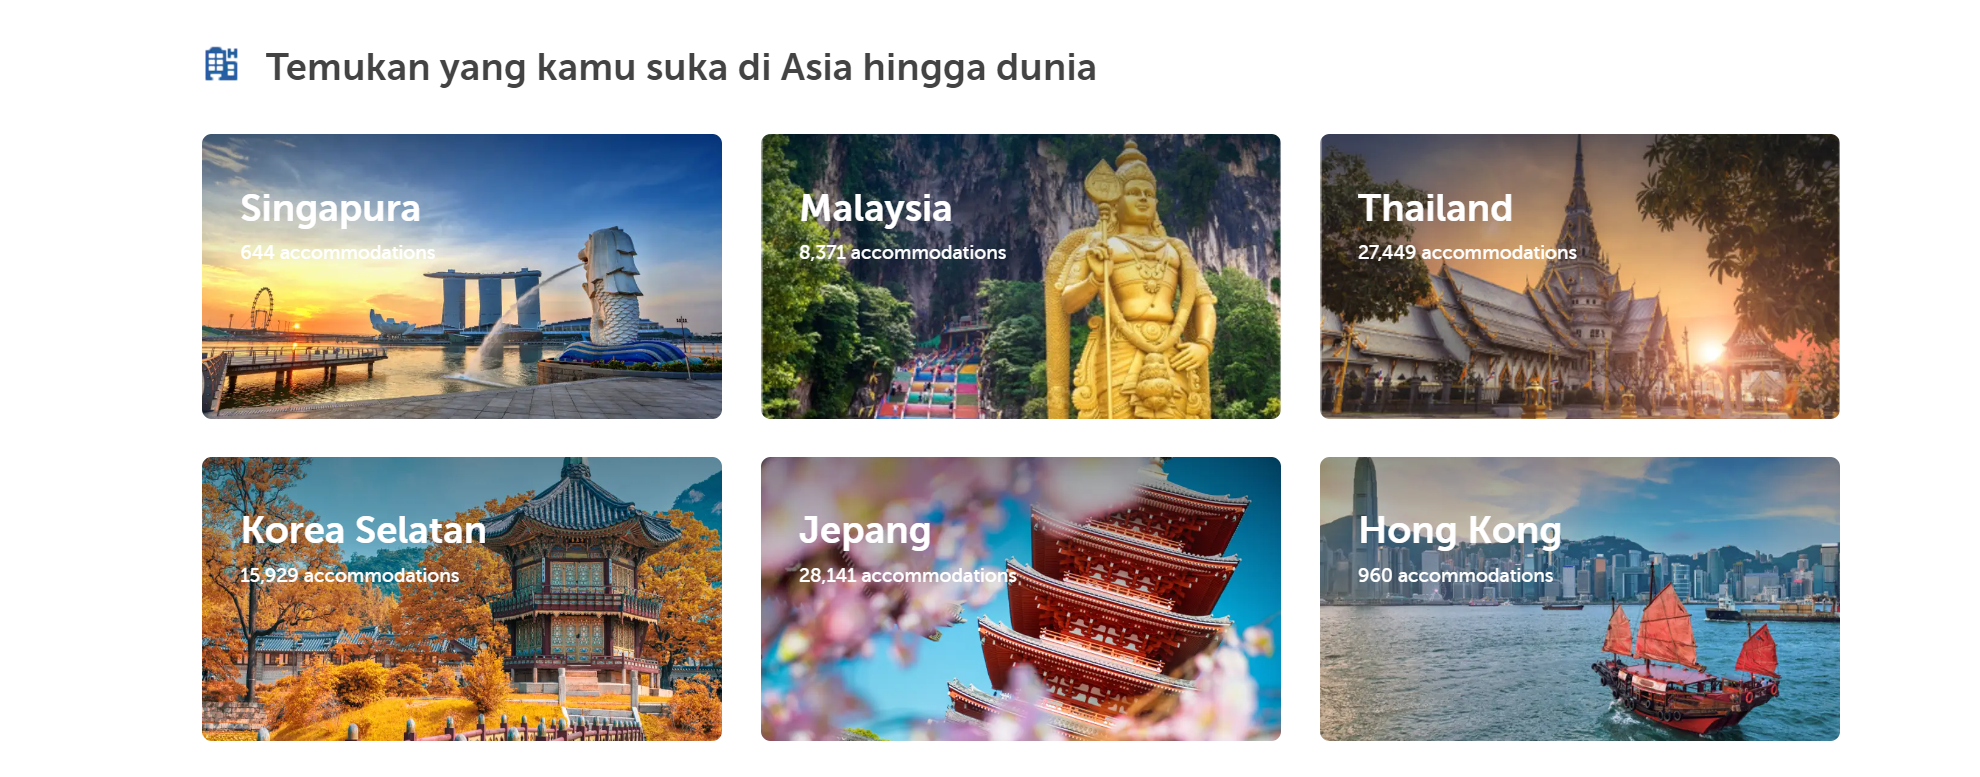 Temukan yang kamu suka di Asia hingga dunia
Singapura
644 accommodations
Malaysia
8,371 accommodations
Thailand
27,449 accommodations
Korea Selatan
15,929 accommodations
Jepang
28,141 accommodations
Hong Kong
960 accommodations